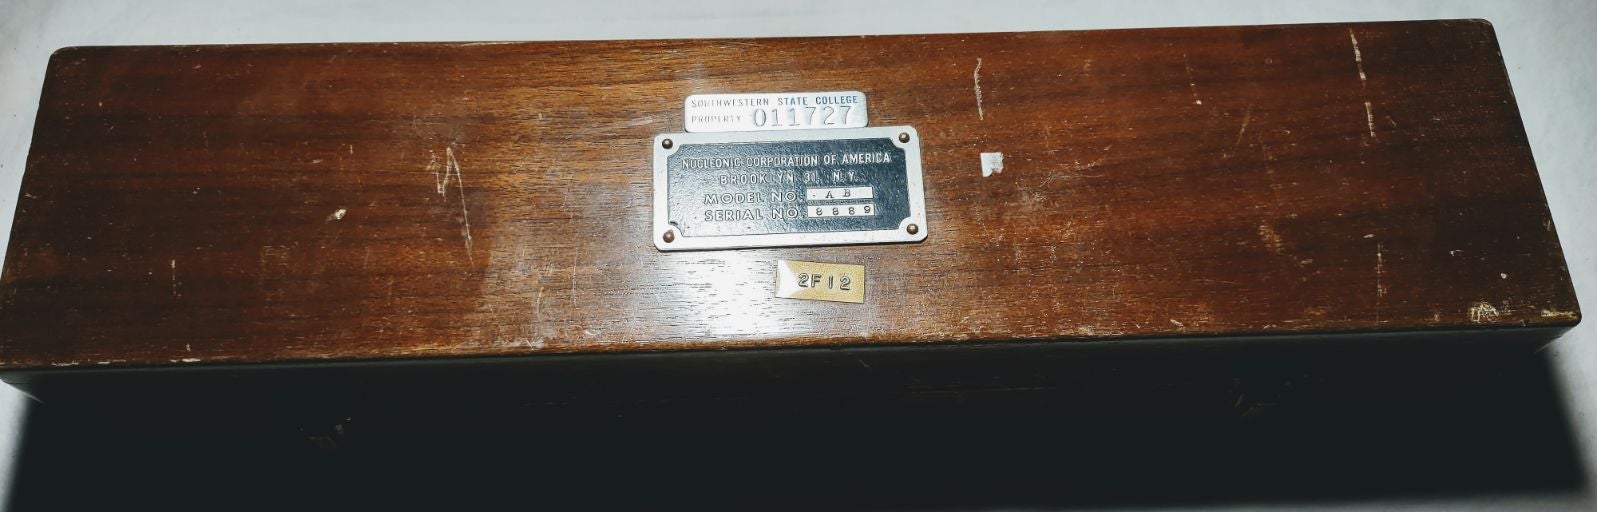 SOUTHWESTERN STATE COLLEGE
PROPERTY 011727
NUCLEONIC CORPORATION OF AMERICA
BROOKLYN 31, N.Y.
MODEL NO. AB
SERIAL NO. 8889
2F12